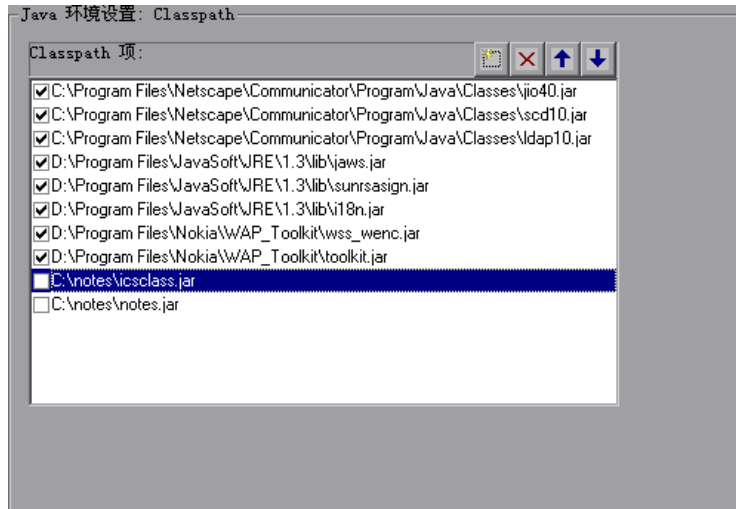 Java 环境设置: Classpath
Classpath 项:
C:\Program Files\Netscape\Communicator\Program\Java\Classes\jio40.jar
C:\Program Files\Netscape\Communicator\Program\Java\Classes\scd10.jar
C:\Program Files\Netscape\Communicator\Program\Java\Classes\ldap10.jar
D:\Program Files\JavaSoft\JRE\1.3\lib\jaws.jar
D:\Program Files\JavaSoft\JRE\1.3\lib\sunrsasign.jar
D:\Program Files\JavaSoft\JRE\1.3\lib\i18n.jar
D:\Program Files\Nokia\WAP_Toolkit\wss_wenc.jar
D:\Program Files\Nokia\WAP_Toolkit\toolkit.jar
C:\notes\icsclass.jar
C:\notes\notes.jar